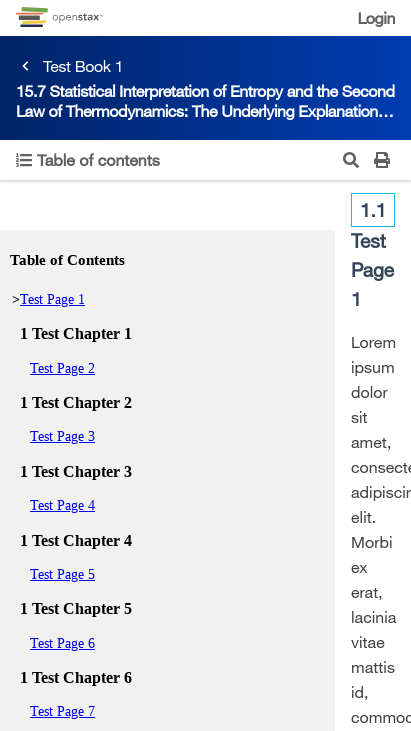 openstax™
Login
Test Book 1
15.7 Statistical Interpretation of Entropy and the Second
Law of Thermodynamics: The Underlying Explanation…
Table of contents
Table of Contents
>Test Page 1
1 Test Chapter 1
Test Page 2
1 Test Chapter 2
Test Page 3
1 Test Chapter 3
Test Page 4
1 Test Chapter 4
Test Page 5
1 Test Chapter 5
Test Page 6
1 Test Chapter 6
Test Page 7
1.1
Test
Page
1
Lorem
ipsum
dolor
sit
amet,
consecte
adipiscin
elit.
Morbi
ex
erat,
lacinia
vitae
mattis
id,
commod